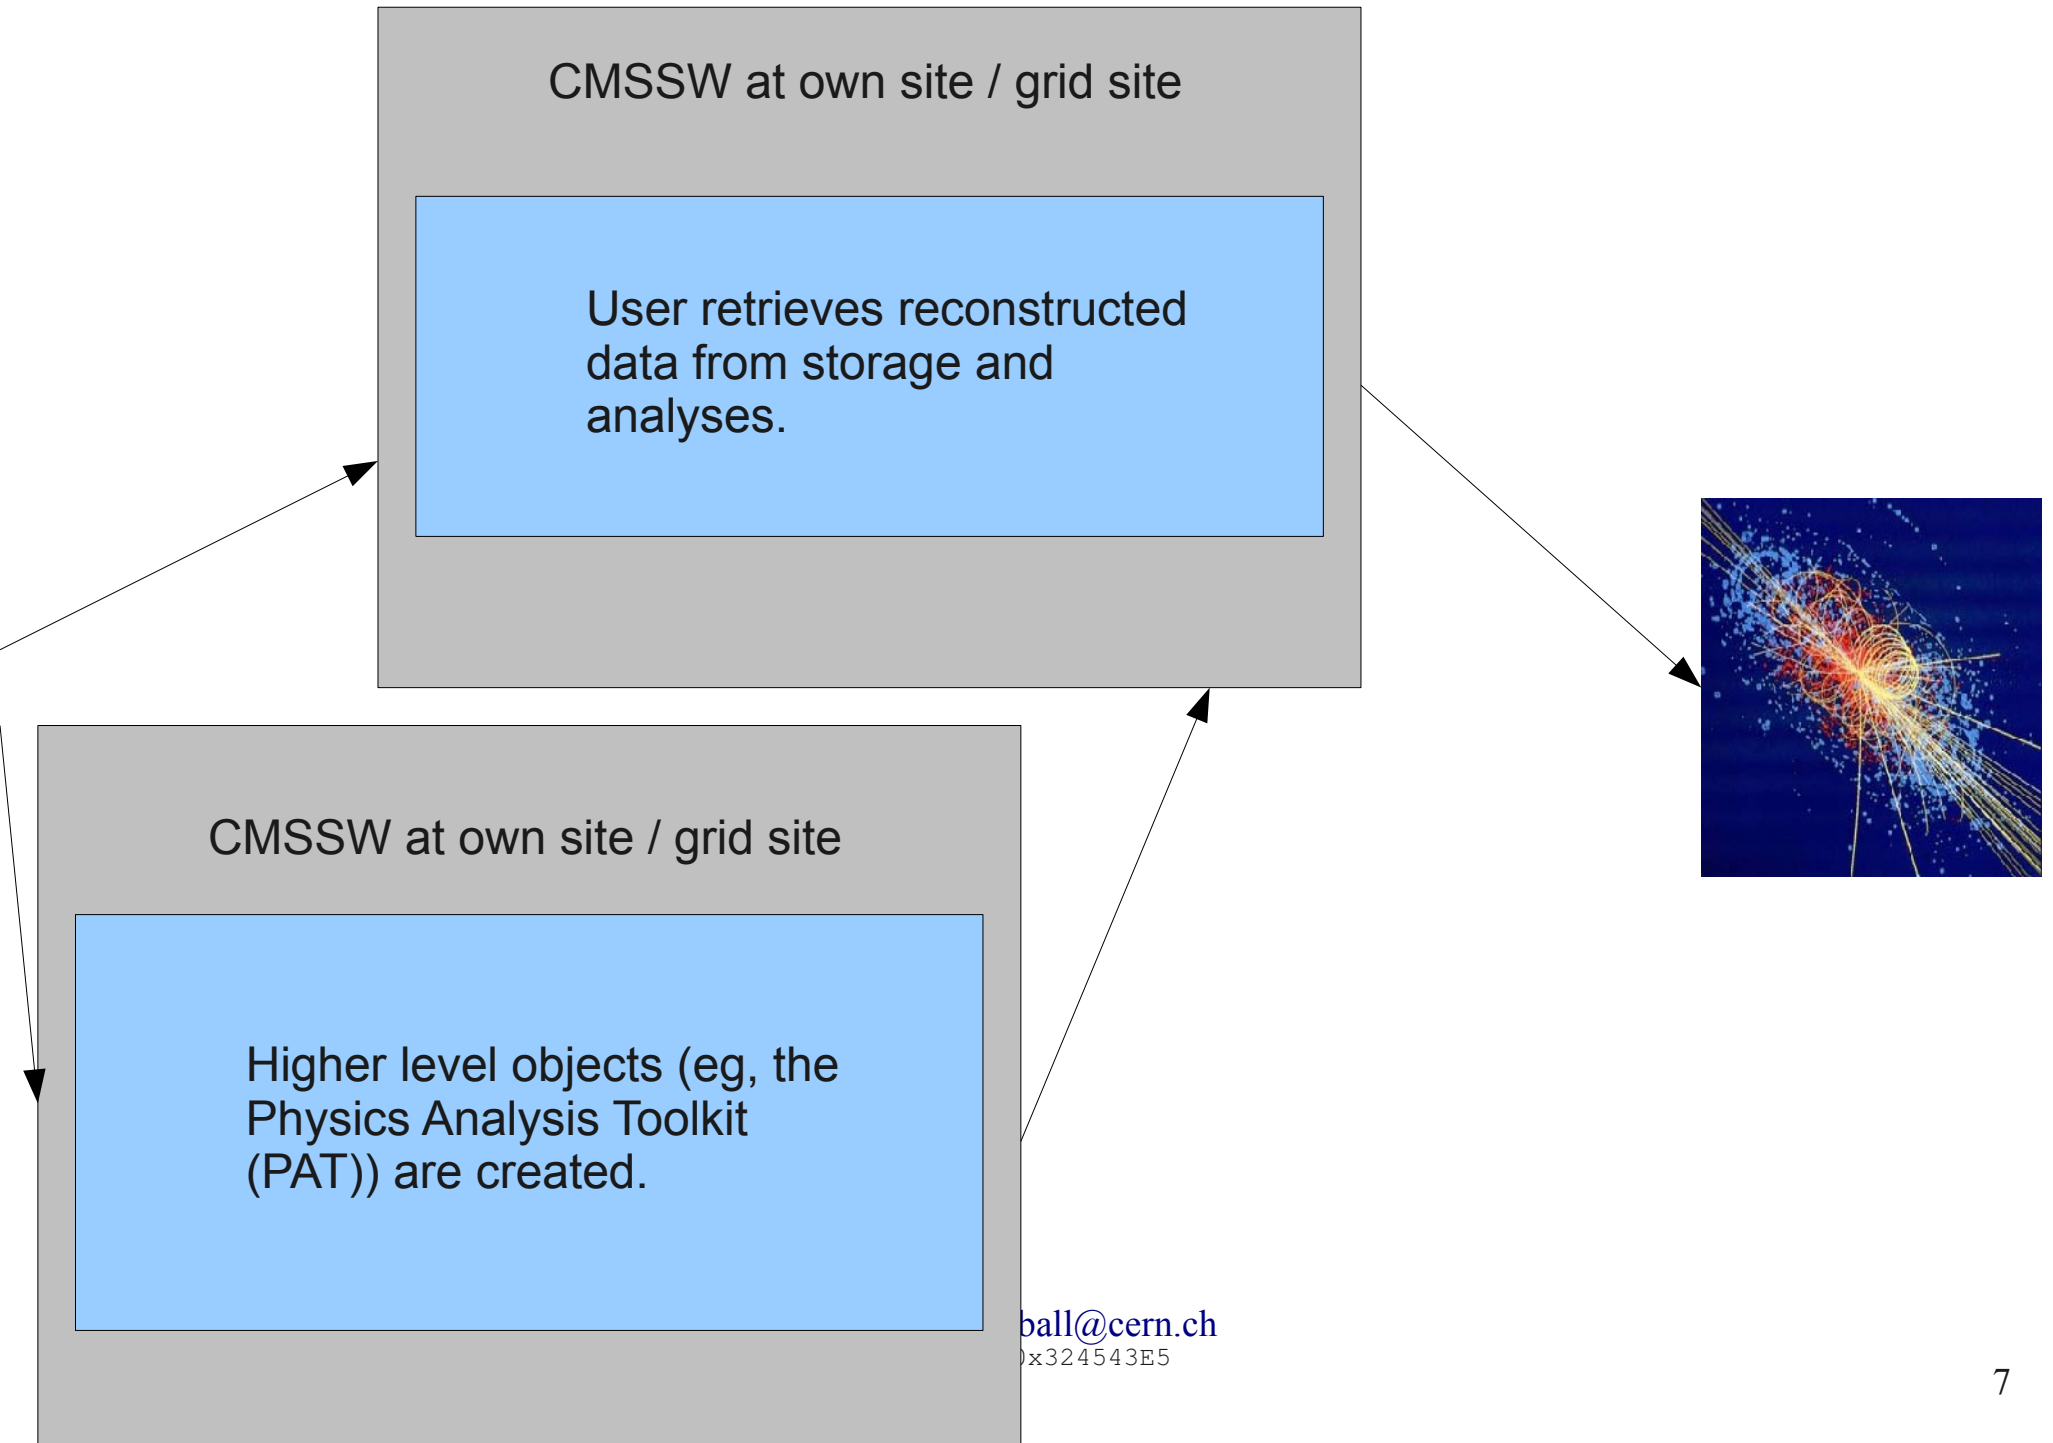 CMSSW at own site / grid site
User retrieves reconstructed
data from storage and
analyses.
CMSSW at own site / grid site
Higher level objects (eg, the
Physics Analysis Toolkit
(PAT)) are created.
ball@cern.ch
0x324543E5
7